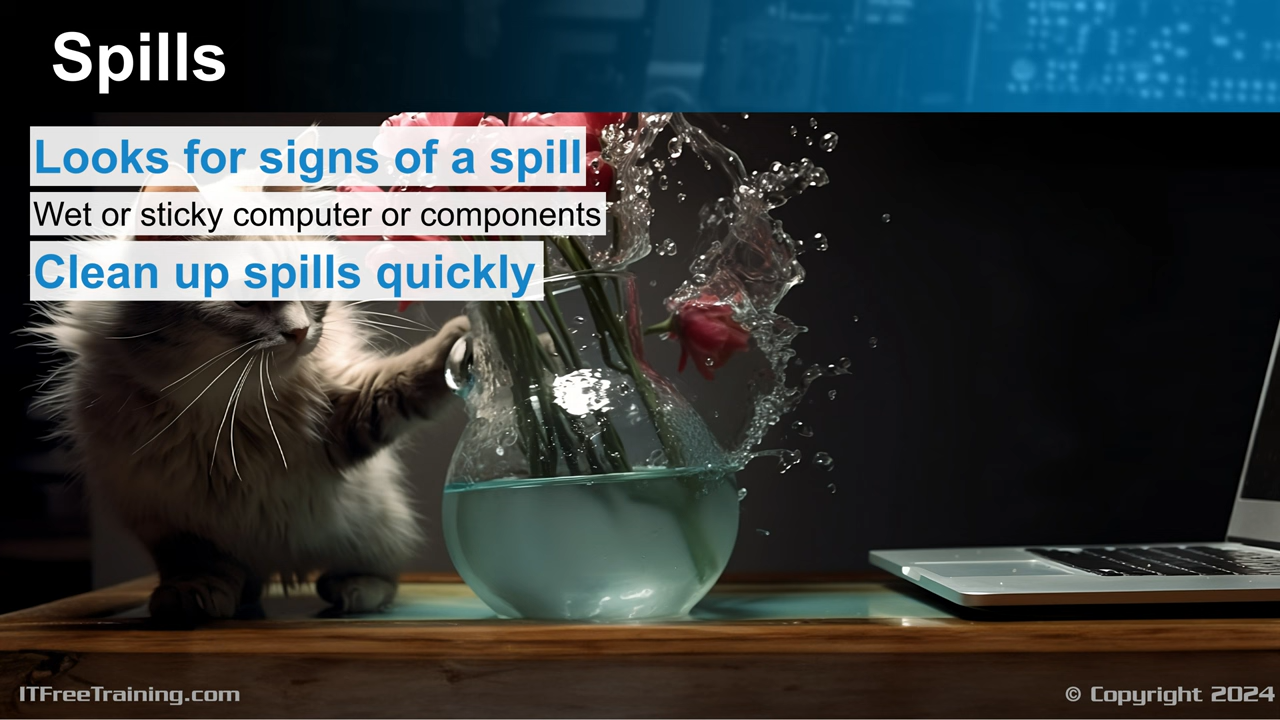 Spills
Looks for signs of a spill
Wet or sticky computer or components
Clean up spills quickly
ITFreeTraining.com
© Copyright 2024